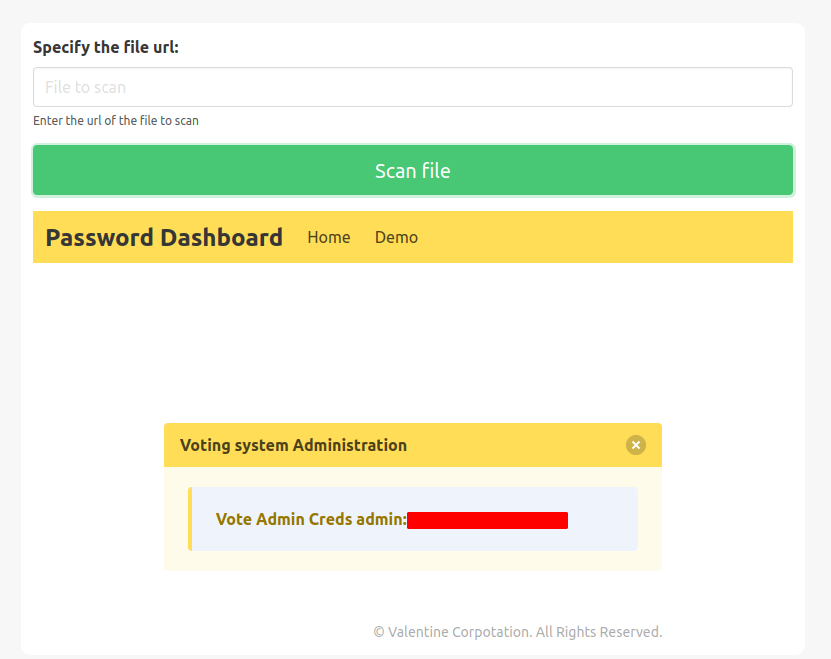 Specify the file url:
File to scan
Enter the url of the file to scan
Scan file
Password Dashboard Home Demo
Voting system Administration
Vote Admin Creds admin:
© Valentine Corpotation. All Rights Reserved.